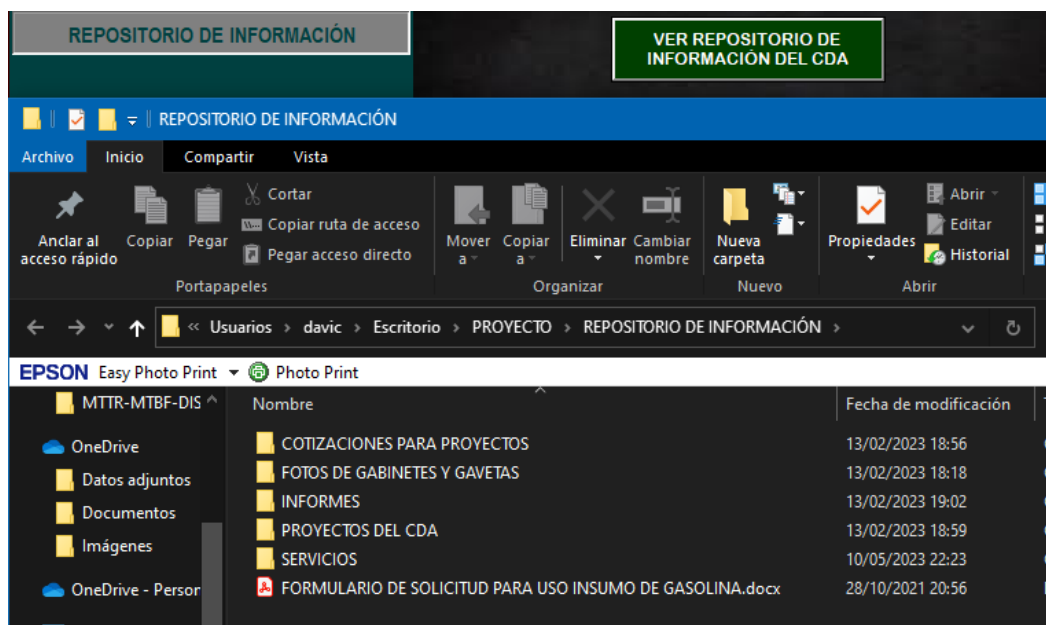 REPOSITORIO DE INFORMACIÓN
VER REPOSITORIO DE
INFORMACIÓN DEL CDA
REPOSITORIO DE INFORMACIÓN
Archivo Inicio Compartir Vista
Anclar al
acceso rápido
Copiar
Pegar
Cortar
Copiar ruta de acceso
Pegar acceso directo
Mover
a
Copiar
a
Eliminar
Cambiar
nombre
Nueva
carpeta
Propiedades
Abrir
Editar
Historial
Portapapeles Organizar Nuevo Abrir
« Usuarios › davic › Escritorio › PROYECTO › REPOSITORIO DE INFORMACIÓN ›
EPSON Easy Photo Print Photo Print
MTTR-MTBF-DIS
OneDrive
Datos adjuntos
Documentos
Imágenes
OneDrive - Person
Nombre Fecha de modificación
COTIZACIONES PARA PROYECTOS 13/02/2023 18:56
FOTOS DE GABINETES Y GAVETAS 13/02/2023 18:18
INFORMES 13/02/2023 19:02
PROYECTOS DEL CDA 13/02/2023 18:59
SERVICIOS 10/05/2023 22:23
FORMULARIO DE SOLICITUD PARA USO INSUMO DE GASOLINA.docx 28/10/2021 20:56